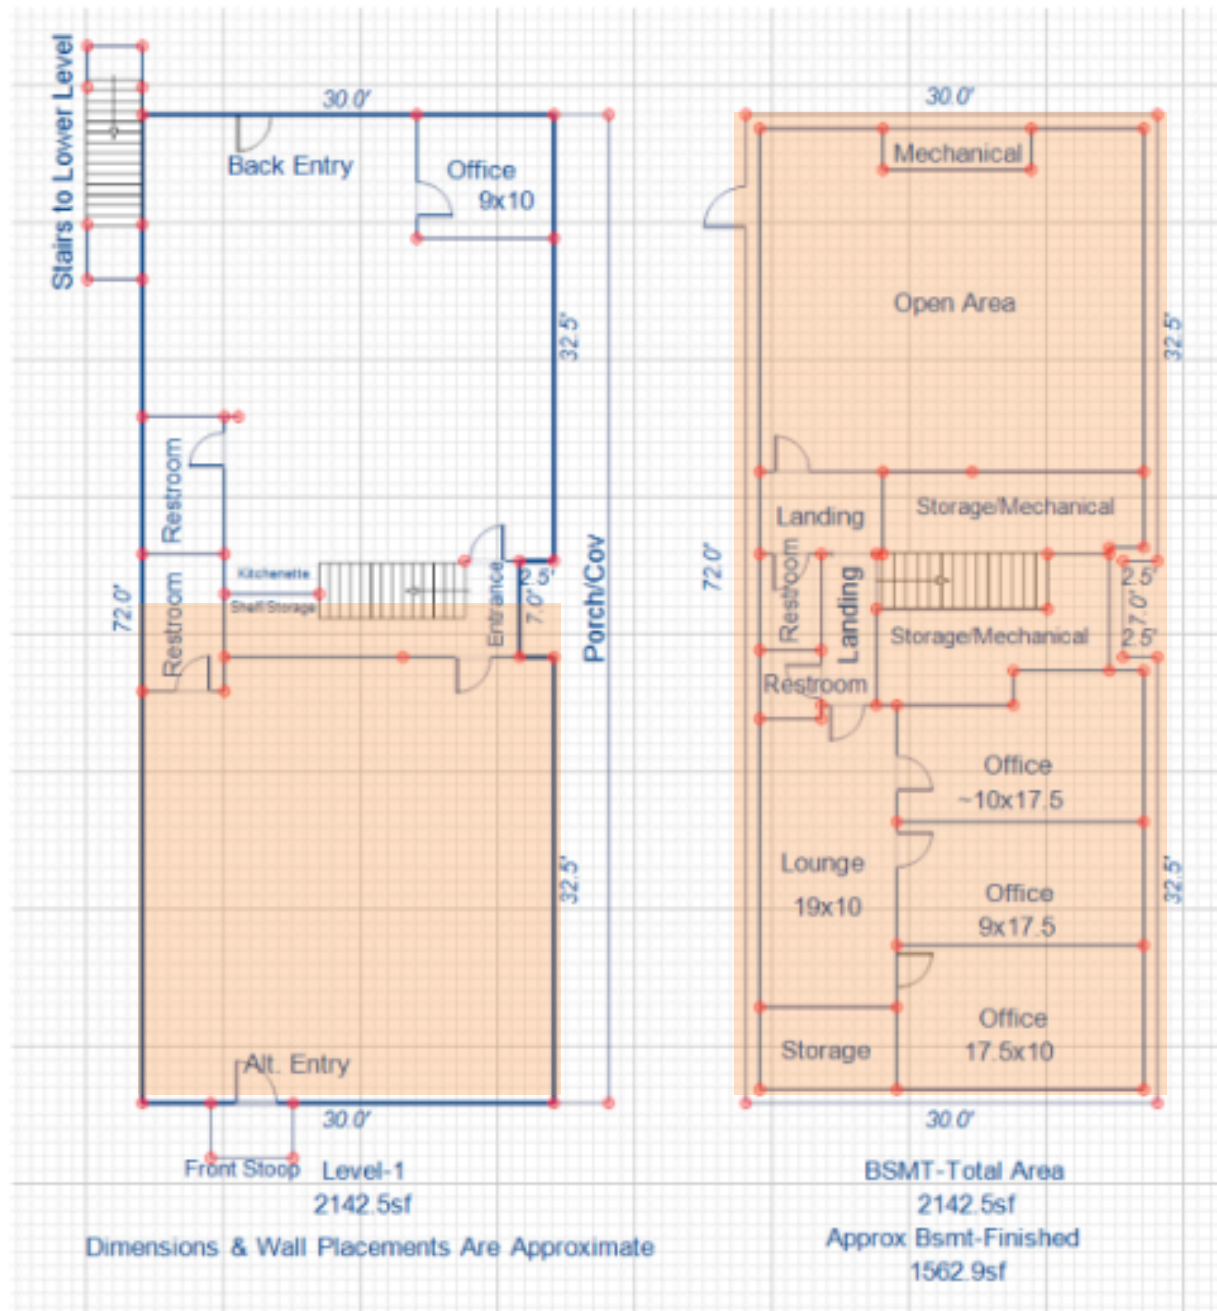 Stairs to Lower Level
30.0'
Back Entry
Office
9x10
32.5'
Restroom
Kitchenette
Shelf/Storage
Restroom
Entrance
2.5'
7.0'
72.0'
Porch/Cov
32.5'
Alt. Entry
30.0'
Front Stoop
Level-1
2142.5sf
Dimensions & Wall Placements Are Approximate
30.0'
Mechanical
Open Area
32.5'
Landing
Storage/Mechanical
72.0'
Restroom
Landing
2.5'
7.0'
2.5'
Storage/Mechanical
Restroom
Office
~10x17.5
Lounge
19x10
Office
9x17.5
32.5'
Office
17.5x10
Storage
30.0'
BSMT-Total Area
2142.5sf
Approx Bsmt-Finished
1562.9sf